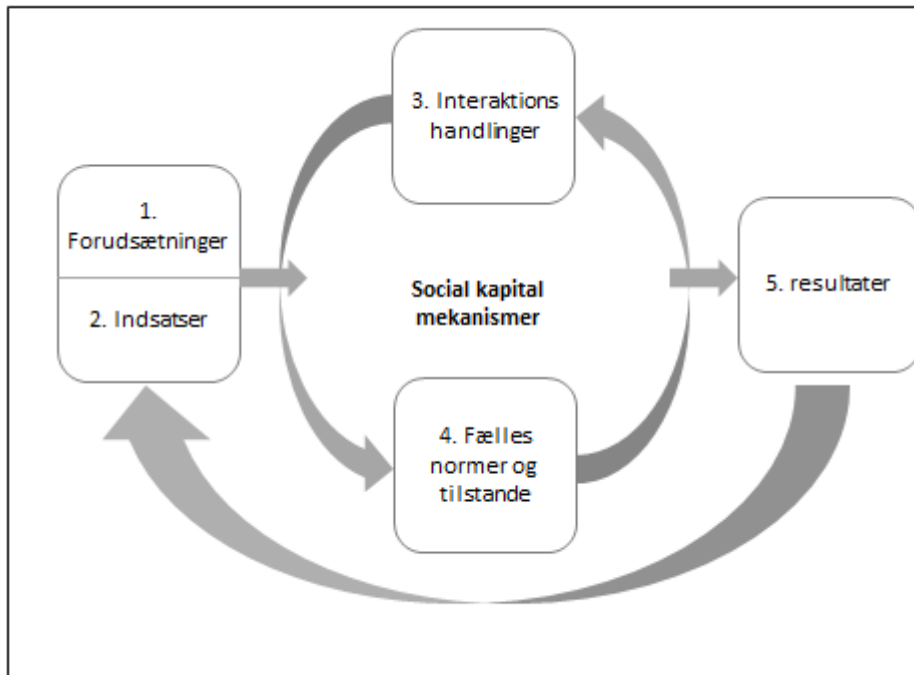 3. Interaktions
handlinger
1.
Forudsætninger
2. Indsatser
Social kapital
mekanismer
5. resultater
4. Fælles
normer og
tilstande